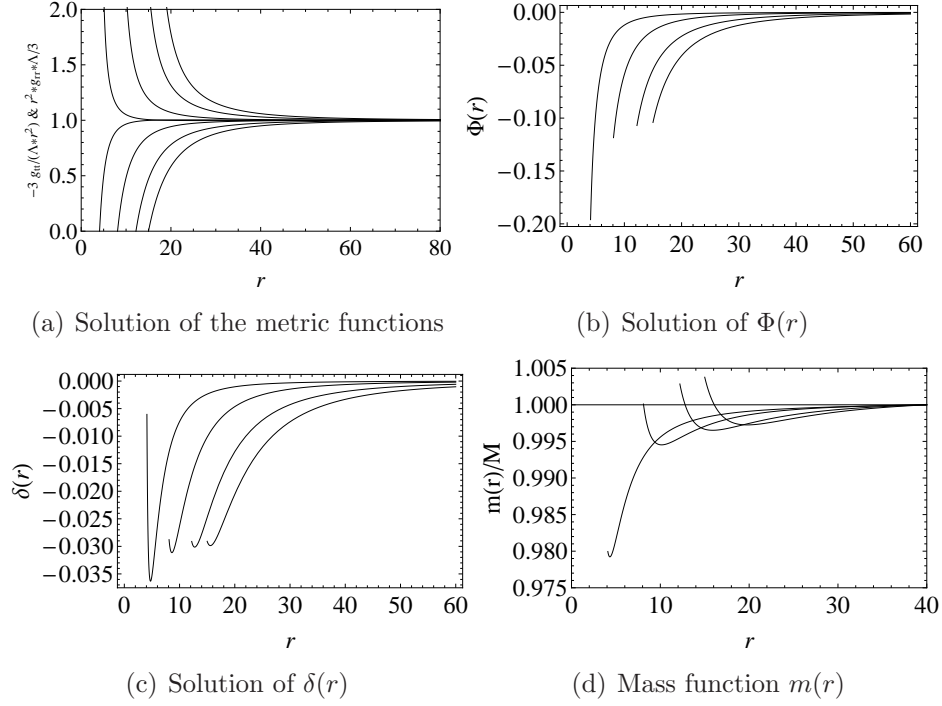 2.0
1.5
1.0
0.5
0.0
−3 gtt/(Λ*r²) & r²*grr*Λ/3
0 20 40 60 80
r
(a) Solution of the metric functions
0.00
−0.05
−0.10
−0.15
−0.20
Φ(r)
0 10 20 30 40 50 60
r
(b) Solution of Φ(r)
0.000
−0.005
−0.010
−0.015
−0.020
−0.025
−0.030
−0.035
δ(r)
0 10 20 30 40 50 60
r
(c) Solution of δ(r)
1.005
1.000
0.995
0.990
0.985
0.980
0.975
m(r)/M
0 10 20 30 40
r
(d) Mass function m(r)